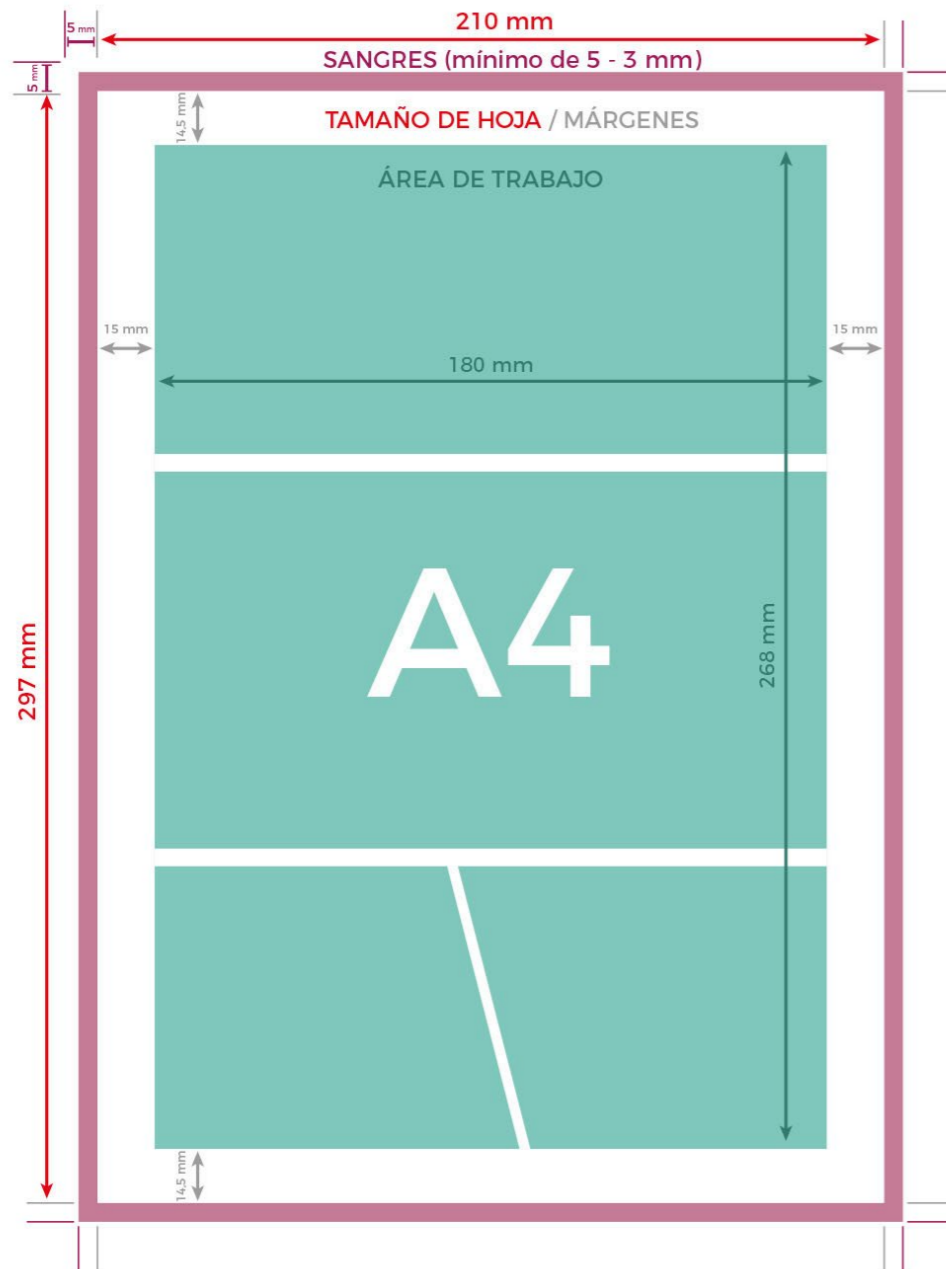 5 mm
210 mm
SANGRES (mínimo de 5 - 3 mm)
5 mm
14,5 mm
TAMAÑO DE HOJA / MÁRGENES
ÁREA DE TRABAJO
15 mm
15 mm
180 mm
A4
297 mm
268 mm
14,5 mm